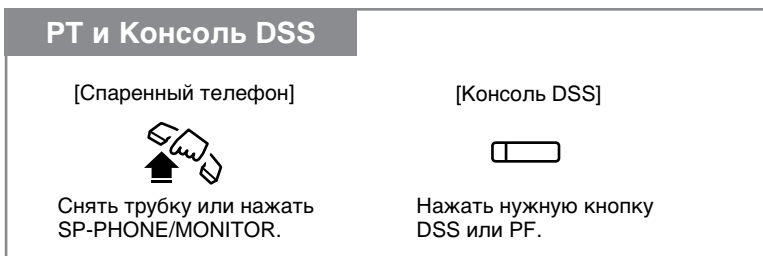 РТ и Консоль DSS
[Спаренный телефон]
[Консоль DSS]
Снять трубку или нажать
SP-PHONE/MONITOR.
Нажать нужную кнопку
DSS или PF.